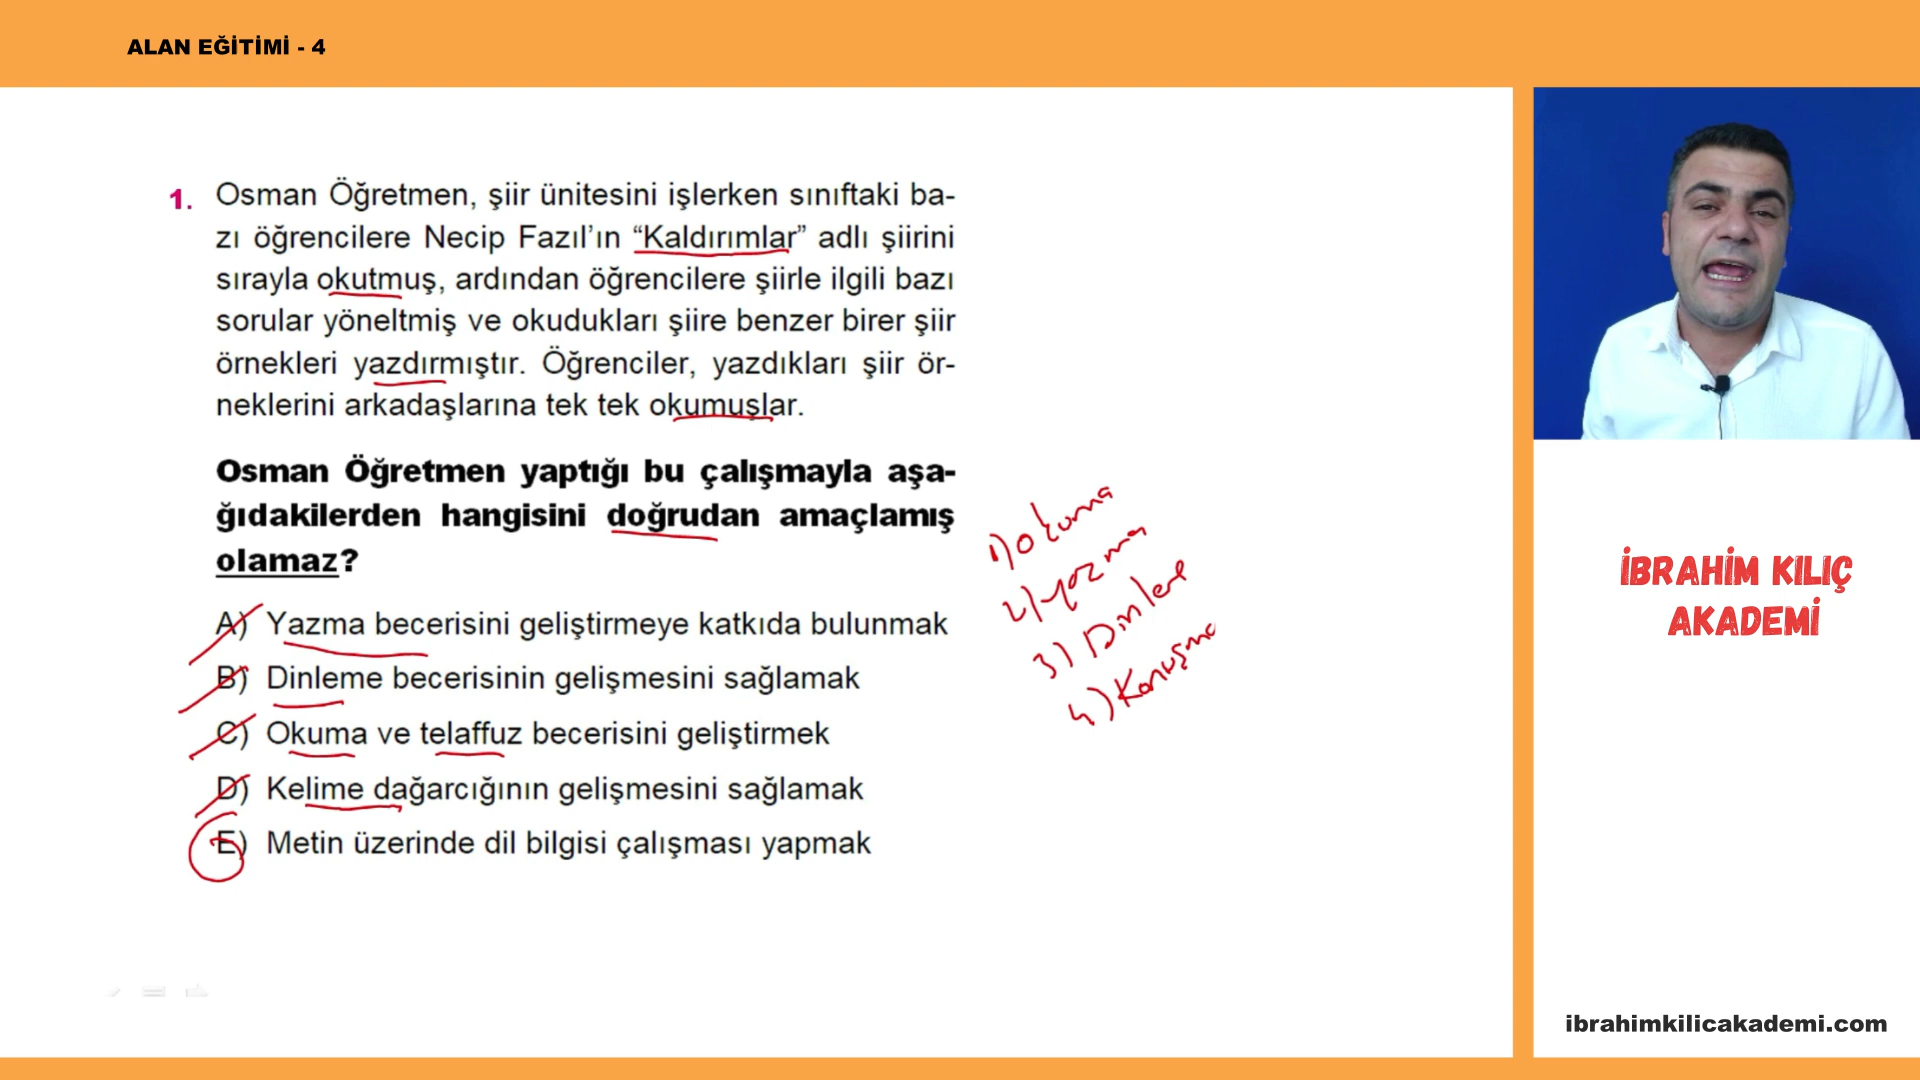 ALAN EĞİTİMİ - 4
1. Osman Öğretmen, şiir ünitesini işlerken sınıftaki ba-
zı öğrencilere Necip Fazıl’ın “Kaldırımlar” adlı şiirini
sırayla okutmuş, ardından öğrencilere şiirle ilgili bazı
sorular yöneltmiş ve okudukları şiire benzer birer şiir
örnekleri yazdırmıştır. Öğrenciler, yazdıkları şiir ör-
neklerini arkadaşlarına tek tek okumuşlar.
Osman Öğretmen yaptığı bu çalışmayla aşa-
ğıdakilerden hangisini doğrudan amaçlamış
olamaz?
A) Yazma becerisini geliştirmeye katkıda bulunmak
B) Dinleme becerisinin gelişmesini sağlamak
C) Okuma ve telaffuz becerisini geliştirmek
D) Kelime dağarcığının gelişmesini sağlamak
E) Metin üzerinde dil bilgisi çalışması yapmak
1) okuma
2) yazma
3) Dinleme
4) Konuşma
İBRAHİM KILIÇ
AKADEMİ
ibrahimkilicakademi.com